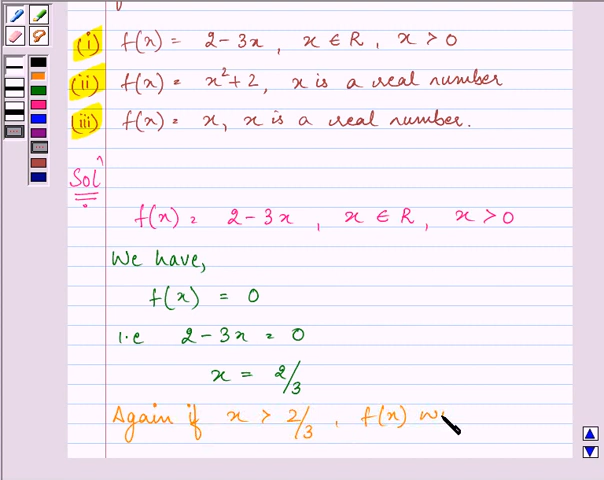 (i) f(x) = 2 - 3x, x ∈ R, x > 0
(ii) f(x) = x² + 2, x is a real number
(iii) f(x) = x, x is a real number.
Solⁿ
f(x) = 2 - 3x, x ∈ R, x > 0
We have,
f(x) = 0
i.e 2 - 3x = 0
x = 2/3
Again if x > 2/3, f(x)